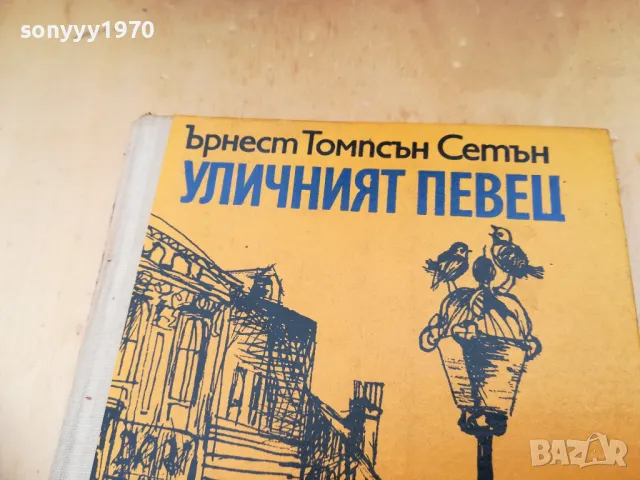 sonyyy1970
Ърнест Томпсън Сетън
УЛИЧНИЯТ ПЕВЕЦ
BAZAR